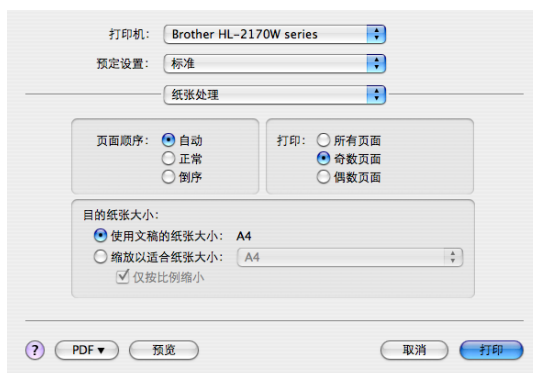 打印机： Brother HL-2170W series
预定设置： 标准
纸张处理
页面顺序： 自动
正常
倒序
打印： 所有页面
奇数页面
偶数页面
目的纸张大小：
使用文稿的纸张大小： A4
缩放以适合纸张大小： A4
仅按比例缩小
? PDF▼ 预览 取消 打印